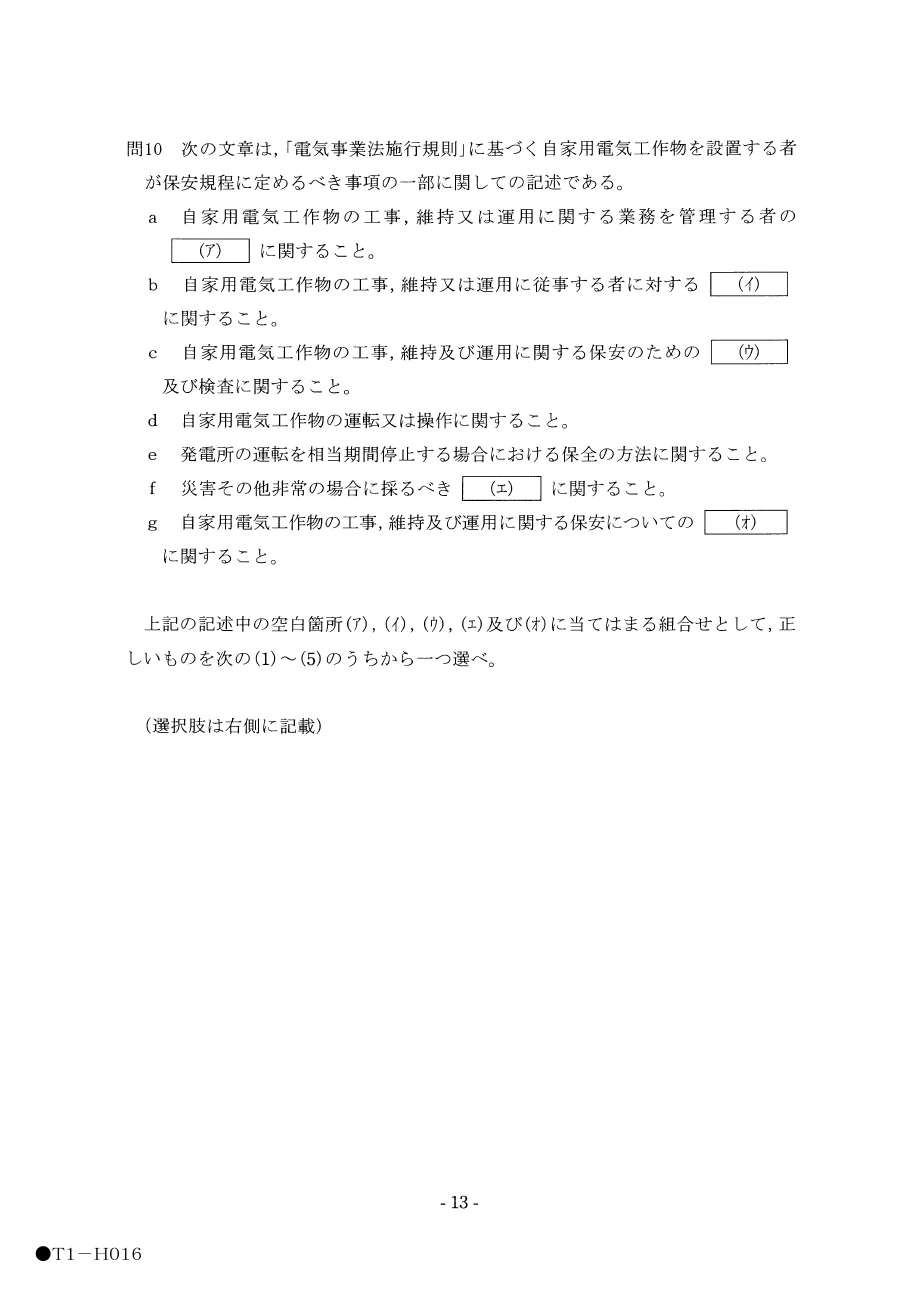 問10　次の文章は，「電気事業法施行規則」に基づく自家用電気工作物を設置する者
が保安規程に定めるべき事項の一部に関しての記述である。
a　自家用電気工作物の工事，維持又は運用に関する業務を管理する者の
(ｱ) に関すること。
b　自家用電気工作物の工事，維持又は運用に従事する者に対する (ｲ)
に関すること。
c　自家用電気工作物の工事，維持及び運用に関する保安のための (ｳ)
及び検査に関すること。
d　自家用電気工作物の運転又は操作に関すること。
e　発電所の運転を相当期間停止する場合における保全の方法に関すること。
f　災害その他非常の場合に採るべき (ｴ) に関すること。
g　自家用電気工作物の工事，維持及び運用に関する保安についての (ｵ)
に関すること。
上記の記述中の空白箇所(ｱ)，(ｲ)，(ｳ)，(ｴ)及び(ｵ)に当てはまる組合せとして，正
しいものを次の(1)～(5)のうちから一つ選べ。
（選択肢は右側に記載）
- 13 -
●T1－H016